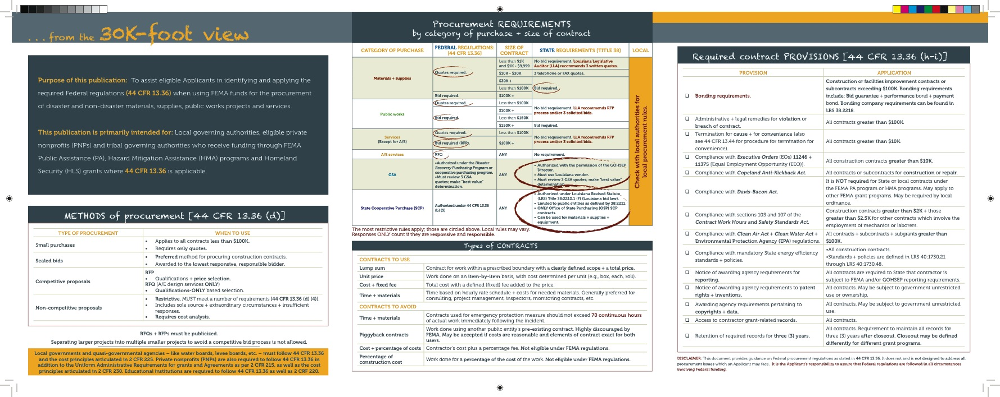 . . . from the 30K-foot view
Purpose of this publication: To assist eligible Applicants in identifying and applying the
required Federal regulations (44 CFR 13.36) when using FEMA funds for the procurement
of disaster and non-disaster materials, supplies, public works projects and services.
This publication is primarily intended for: Local governing authorities, eligible private
nonprofits (PNPs) and tribal governing authorities who receive funding through FEMA
Public Assistance (PA), Hazard Mitigation Assistance (HMA) programs and Homeland
Security (HLS) grants where 44 CFR 13.36 is applicable.
METHODS of procurement [44 CFR 13.36 (d)]
TYPE OF PROCUREMENT WHEN TO USE
Small purchases
• Applies to all contracts less than $100K.
• Requires only quotes.
Sealed bids
• Preferred method for procuring construction contracts.
• Awarded to the lowest responsive, responsible bidder.
Competitive proposals
RFP
• Qualifications + price selection.
RFQ (A/E design services ONLY)
• Qualifications-ONLY based selection.
Non-competitive proposals
• Restrictive. MUST meet a number of requirements [44 CFR 13.36 (d) (4)].
• Includes sole source + extraordinary circumstances + insufficient
responses.
• Requires cost analysis.
RFQs + RFPs must be publicized.
Separating larger projects into multiple smaller projects to avoid a competitive bid process is not allowed.
Local governments and quasi-governmental agencies – like water boards, levee boards, etc. – must follow 44 CFR 13.36
and the cost principles articulated in 2 CFR 225. Private nonprofits (PNPs) are also required to follow 44 CFR 13.36 in
addition to the Uniform Administrative Requirements for grants and Agreements as per 2 CFR 215, as well as the cost
principles articulated in 2 CFR 230. Educational institutions are required to follow 44 CFR 13.36 as well as 2 CRF 220.
Procurement REQUIREMENTS
by category of purchase + size of contract
CATEGORY OF PURCHASE
FEDERAL REGULATIONS:
[44 CFR 13.36]
SIZE OF
CONTRACT
STATE REQUIREMENTS [TITLE 38]
LOCAL
Materials + supplies
Quotes required.
Less than $1K
and $1K - $9,999
No bid requirement. Louisiana Legislative
Auditor (LLA) recommends 3 written quotes.
$10K - $30K
3 telephone or FAX quotes.
$30K +
Less than $100K
Bid required.
Bid required.
$100K +
Public works
Quotes required.
Less than $100K
No bid requirement. LLA recommends RFP
process and/or 3 solicited bids.
Bid required.
$100K +
Less than $150K
$150K +
Bid required.
Services
(Except for A/E)
Quotes required.
Less than $100K
No bid requirement. LLA recommends RFP
process and/or 3 solicited bids.
Bid required (RFP).
$100K +
A/E services
RFQ
ANY
No requirement.
GSA
•Authorized under the Disaster
Recovery Purchasing Program or
cooperative purchasing program.
•Must review 3 GSA
quotes; make "best value"
determination.
ANY
• Authorized with the permission of the GOHSEP
Director.
• Must use Louisiana vendor.
• Must review 3 GSA quotes; make "best value"
determination.
State Cooperative Purchase (SCP)
Authorized under 44 CFR 13.36
(b) (5)
ANY
• Authorized under Louisiana Revised Statute
(LRS) Title 38:2212.1 (F) (Louisiana bid law).
• Limited to public entities as defined by 38:2211.
• ONLY Office of State Purchasing (OSP) SCP
contracts.
• Can be used for materials + supplies +
equipment.
Check with local authorities for
local procurement rules.
The most restrictive rules apply; those are circled above. Local rules may vary.
Responses ONLY count if they are responsive and responsible.
Types of CONTRACTS
CONTRACTS TO USE
Lump sum
Contract for work within a prescribed boundary with a clearly defined scope + a total price.
Unit price
Work done on an item-by-item basis, with cost determined per unit (e.g., box, each, roll).
Cost + fixed fee
Total cost with a defined (fixed) fee added to the price.
Time + materials
Time based on hourly rate schedule + costs for needed materials. Generally preferred for
consulting, project management, inspectors, monitoring contracts, etc.
CONTRACTS TO AVOID
Time + materials
Contracts used for emergency protection measure should not exceed 70 continuous hours
of actual work immediately following the incident.
Piggyback contracts
Work done using another public entity's pre-existing contract. Highly discouraged by
FEMA. May be accepted if costs are reasonable and elements of contract exact for both
users.
Cost + percentage of costs
Contractor's cost plus a percentage fee. Not eligible under FEMA regulations.
Percentage of
construction cost
Work done for a percentage of the cost of the work. Not eligible under FEMA regulations.
Required contract PROVISIONS [44 CFR 13.36 (h-i)]
PROVISION APPLICATION
❑ Bonding requirements.
Construction or facilities improvement contracts or
subcontracts exceeding $100K. Bonding requirements
include: Bid guarantee + performance bond + payment
bond. Bonding company requirements can be found in
LRS 38.2218.
❑ Administrative + legal remedies for violation or
breach of contract.
All contracts greater than $100K.
❑ Termination for cause + for convenience (also
see 44 CFR 13.44 for procedure for termination for
convenience).
All contracts greater than $10K.
❑ Compliance with Executive Orders (EOs) 11246 +
11375 [Equal Employment Opportunity (EEO)].
All construction contracts greater than $10K.
❑ Compliance with Copeland Anti-Kickback Act.
All contracts or subcontracts for construction or repair.
❑ Compliance with Davis-Bacon Act.
It is NOT required for State or local contracts under
the FEMA PA program or HMA programs. May apply to
other FEMA grant programs. May be required by local
ordinance.
❑ Compliance with sections 103 and 107 of the
Contract Work Hours and Safety Standards Act.
Construction contracts greater than $2K + those
greater than $2.5K for other contracts which involve the
employment of mechanics or laborers.
❑ Compliance with Clean Air Act + Clean Water Act +
Environmental Protection Agency (EPA) regulations.
All contracts + subcontracts + subgrants greater than
$100K.
❑ Compliance with mandatory State energy efficiency
standards + policies.
•All construction contracts.
•Standards + policies are defined in LRS 40:1730.21
through LRS 40:1730.48.
❑ Notice of awarding agency requirements for
reporting.
All contracts are required to State that contractor is
subject to FEMA and/or GOHSEP reporting requirements.
❑ Notice of awarding agency requirements to patent
rights + inventions.
All contracts. May be subject to government unrestricted
use or ownership.
❑ Awarding agency requirements pertaining to
copyrights + data.
All contracts. May be subject to government unrestricted
use.
❑ Access to contractor grant-related records.
All contracts.
❑ Retention of required records for three (3) years.
All contracts. Requirement to maintain all records for
three (3) years after closeout. Closeout may be defined
differently for different grant programs.
DISCLAIMER: This document provides guidance on Federal procurement regulations as stated in 44 CFR 13.36. It does not and is not designed to address all
procurement issues which an Applicant may face. It is the Applicant's responsibility to assure that Federal regulations are followed in all circumstances
involving Federal funding.